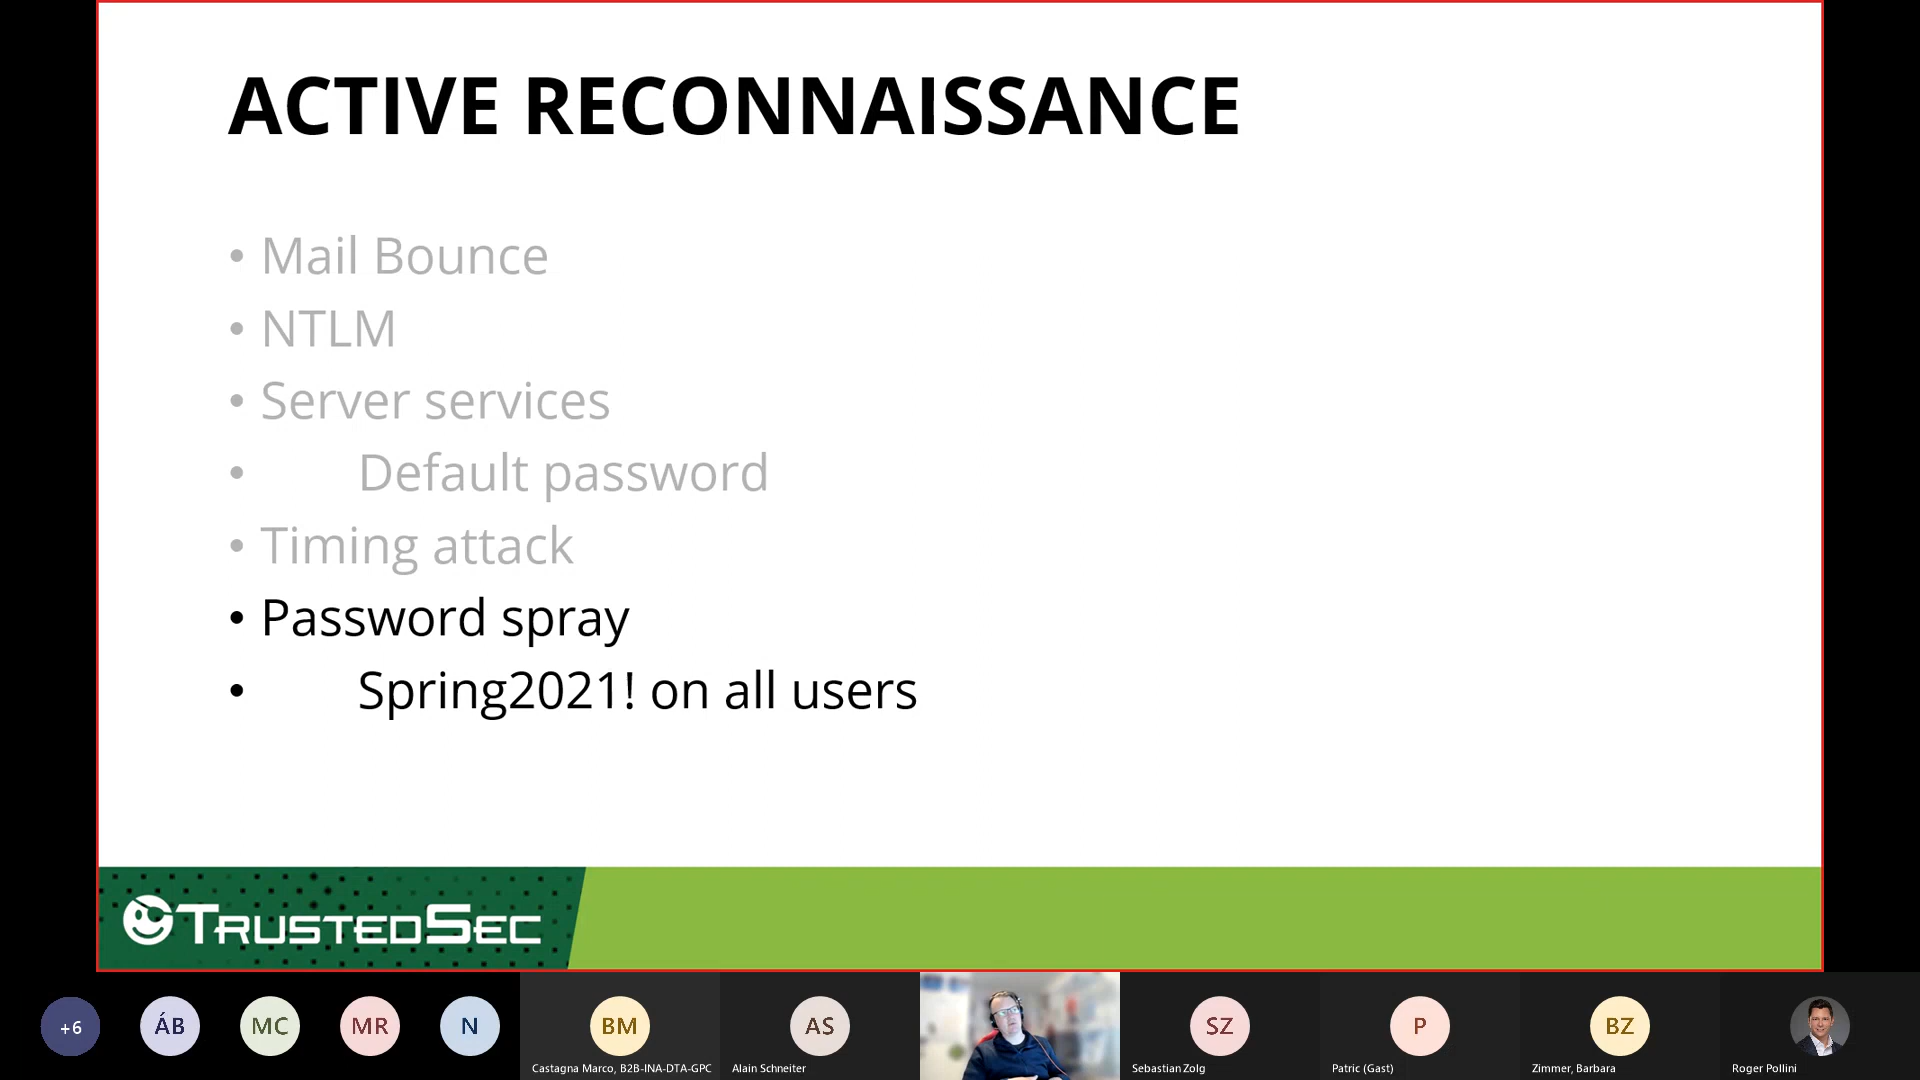 ACTIVE RECONNAISSANCE
• Mail Bounce
• NTLM
• Server services
• Default password
• Timing attack
• Password spray
• Spring2021! on all users
TRUSTEDSEC
+6
ÁB
MC
MR
N
BM
Castagna Marco, B2B-INA-DTA-GPC
AS
Alain Schneiter
SZ
Sebastian Zolg
P
Patric (Gast)
BZ
Zimmer, Barbara
Roger Pollini